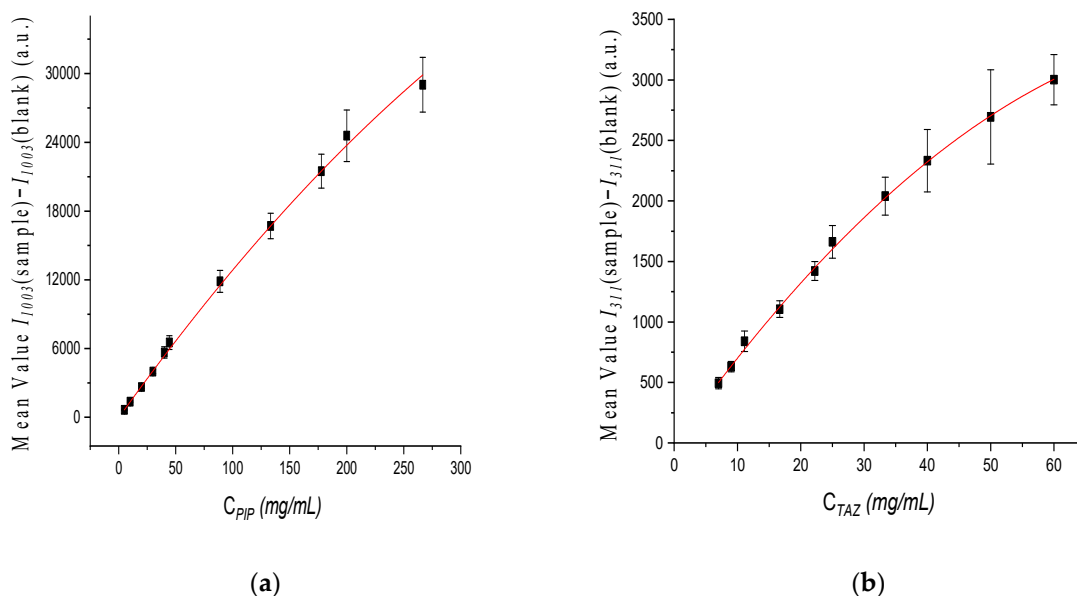 Mean Value I1003(sample)−I1003(blank) (a.u.)
30000
24000
18000
12000
6000
0
0 50 100 150 200 250 300
CPIP (mg/mL)
(a)
Mean Value I311(sample)−I311(blank) (a.u.)
3500
3000
2500
2000
1500
1000
500
0
0 10 20 30 40 50 60
CTAZ (mg/mL)
(b)